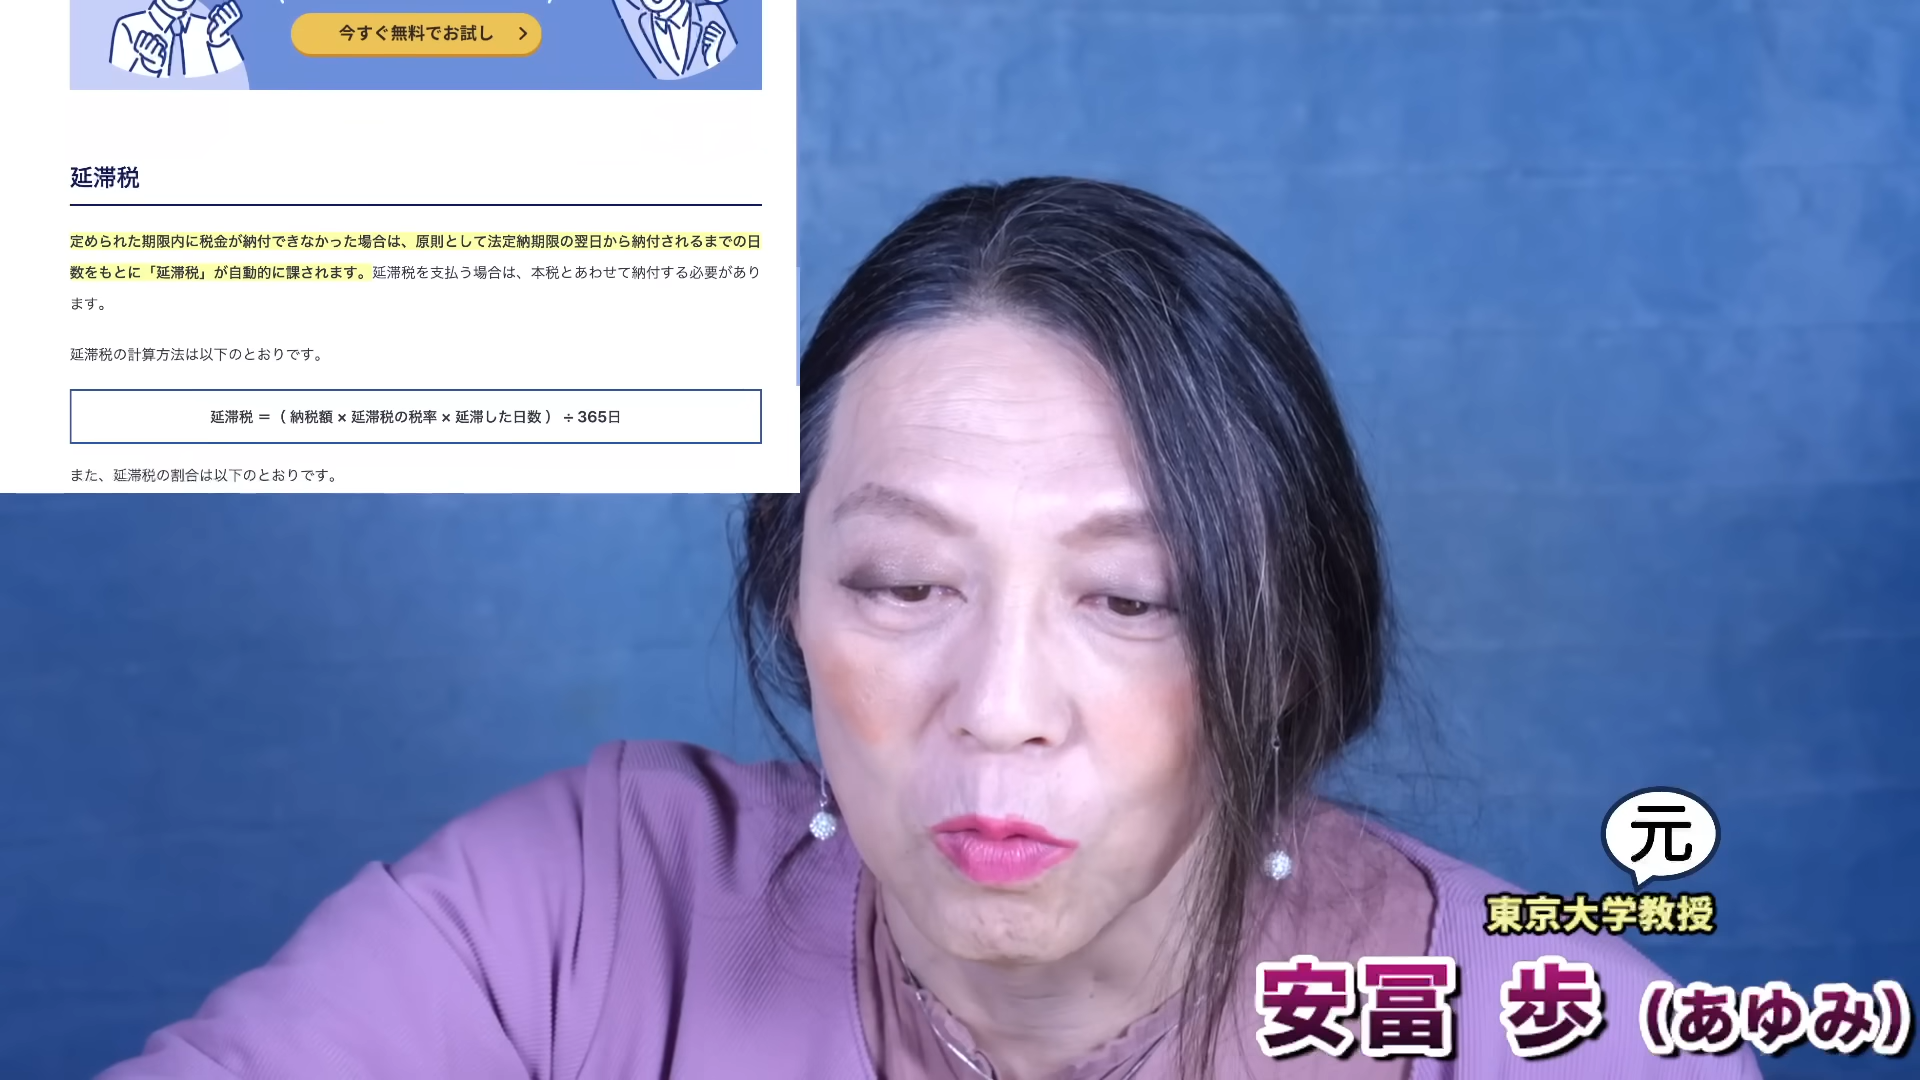 今すぐ無料でお試し
延滞税
定められた期限内に税金が納付できなかった場合は、原則として法定納期限の翌日から納付されるまでの日
数をもとに「延滞税」が自動的に課されます。延滞税を支払う場合は、本税とあわせて納付する必要があり
ます。
延滞税の計算方法は以下のとおりです。
延滞税 ＝（ 納税額 × 延滞税の税率 × 延滞した日数 ） ÷ 365日
また、延滞税の割合は以下のとおりです。
元
東京大学教授
安冨 歩 (あゆみ)